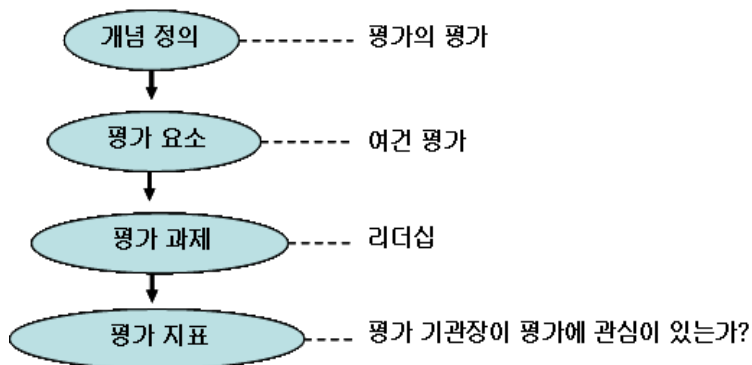 개념 정의 평가의 평가
평가 요소 여건 평가
평가 과제 리더십
평가 지표 평가 기관장이 평가에 관심이 있는가?